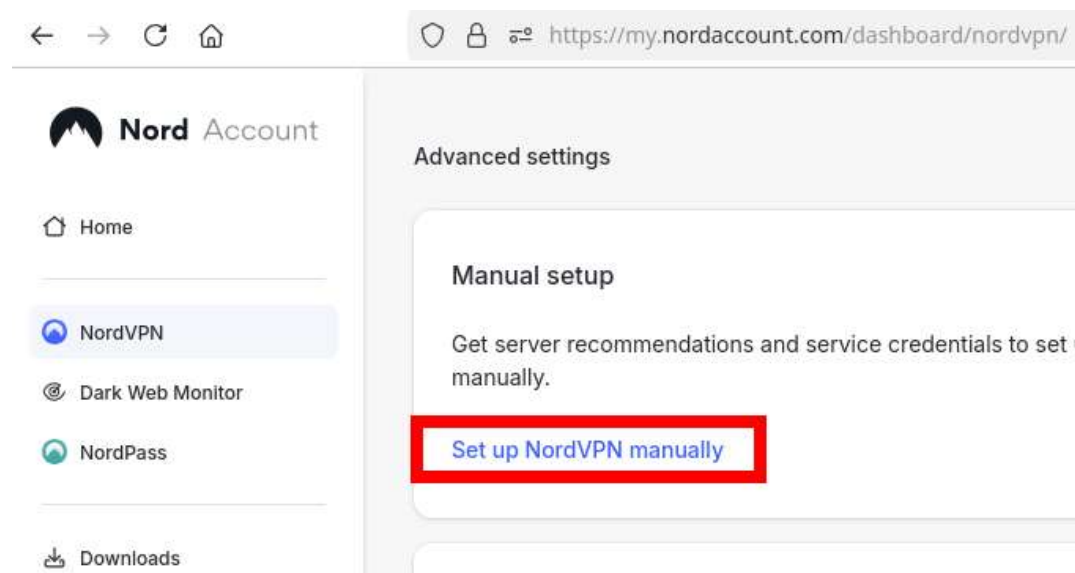 https://my.nordaccount.com/dashboard/nordvpn/
Nord Account
Home
NordVPN
Dark Web Monitor
NordPass
Downloads
Advanced settings
Manual setup
Get server recommendations and service credentials to set
manually.
Set up NordVPN manually